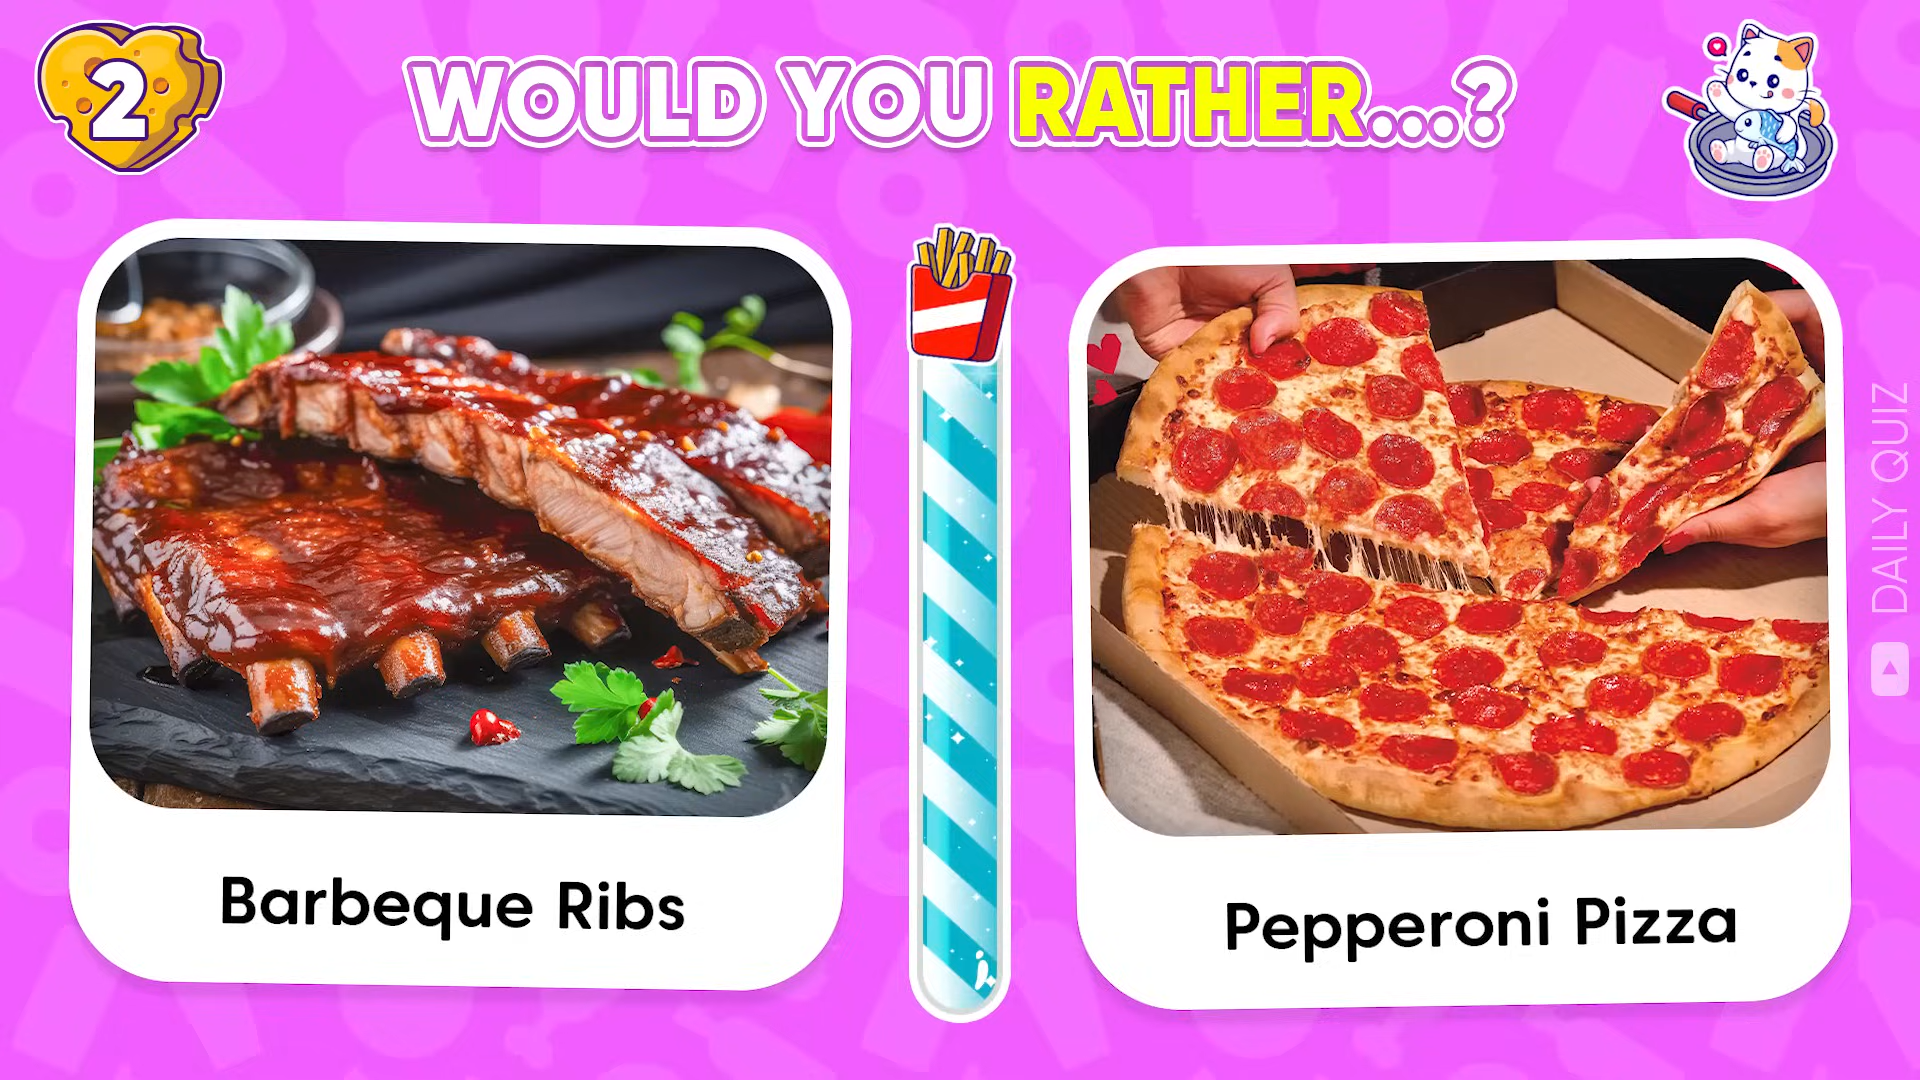 2
WOULD YOU RATHER...?
Barbeque Ribs
Pepperoni Pizza
DAILY QUIZ